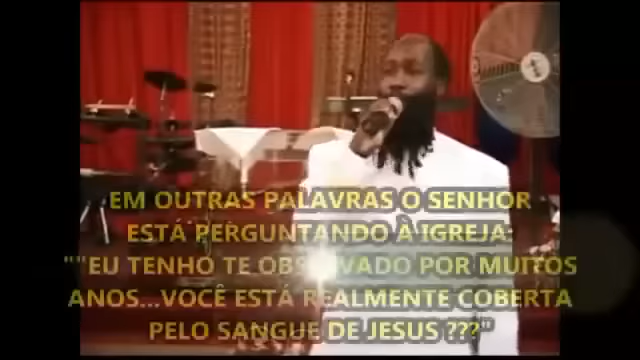 EM OUTRAS PALAVRAS O SENHOR
ESTÁ PERGUNTANDO À IGREJA:
""EU TENHO TE OBSERVADO POR MUITOS
ANOS...VOCÊ ESTÁ REALMENTE COBERTA
PELO SANGUE DE JESUS ???"